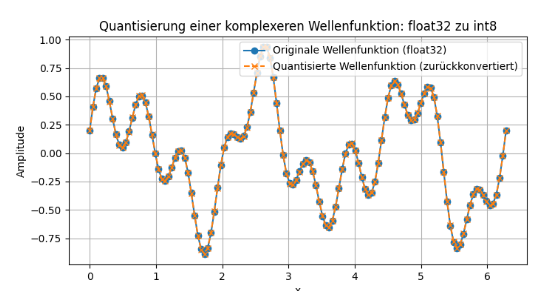 Quantisierung einer komplexeren Wellenfunktion: float32 zu int8
Originale Wellenfunktion (float32)
Quantisierte Wellenfunktion (zurückkonvertiert)
Amplitude
1.00
0.75
0.50
0.25
0.00
−0.25
−0.50
−0.75
0 1 2 3 4 5 6